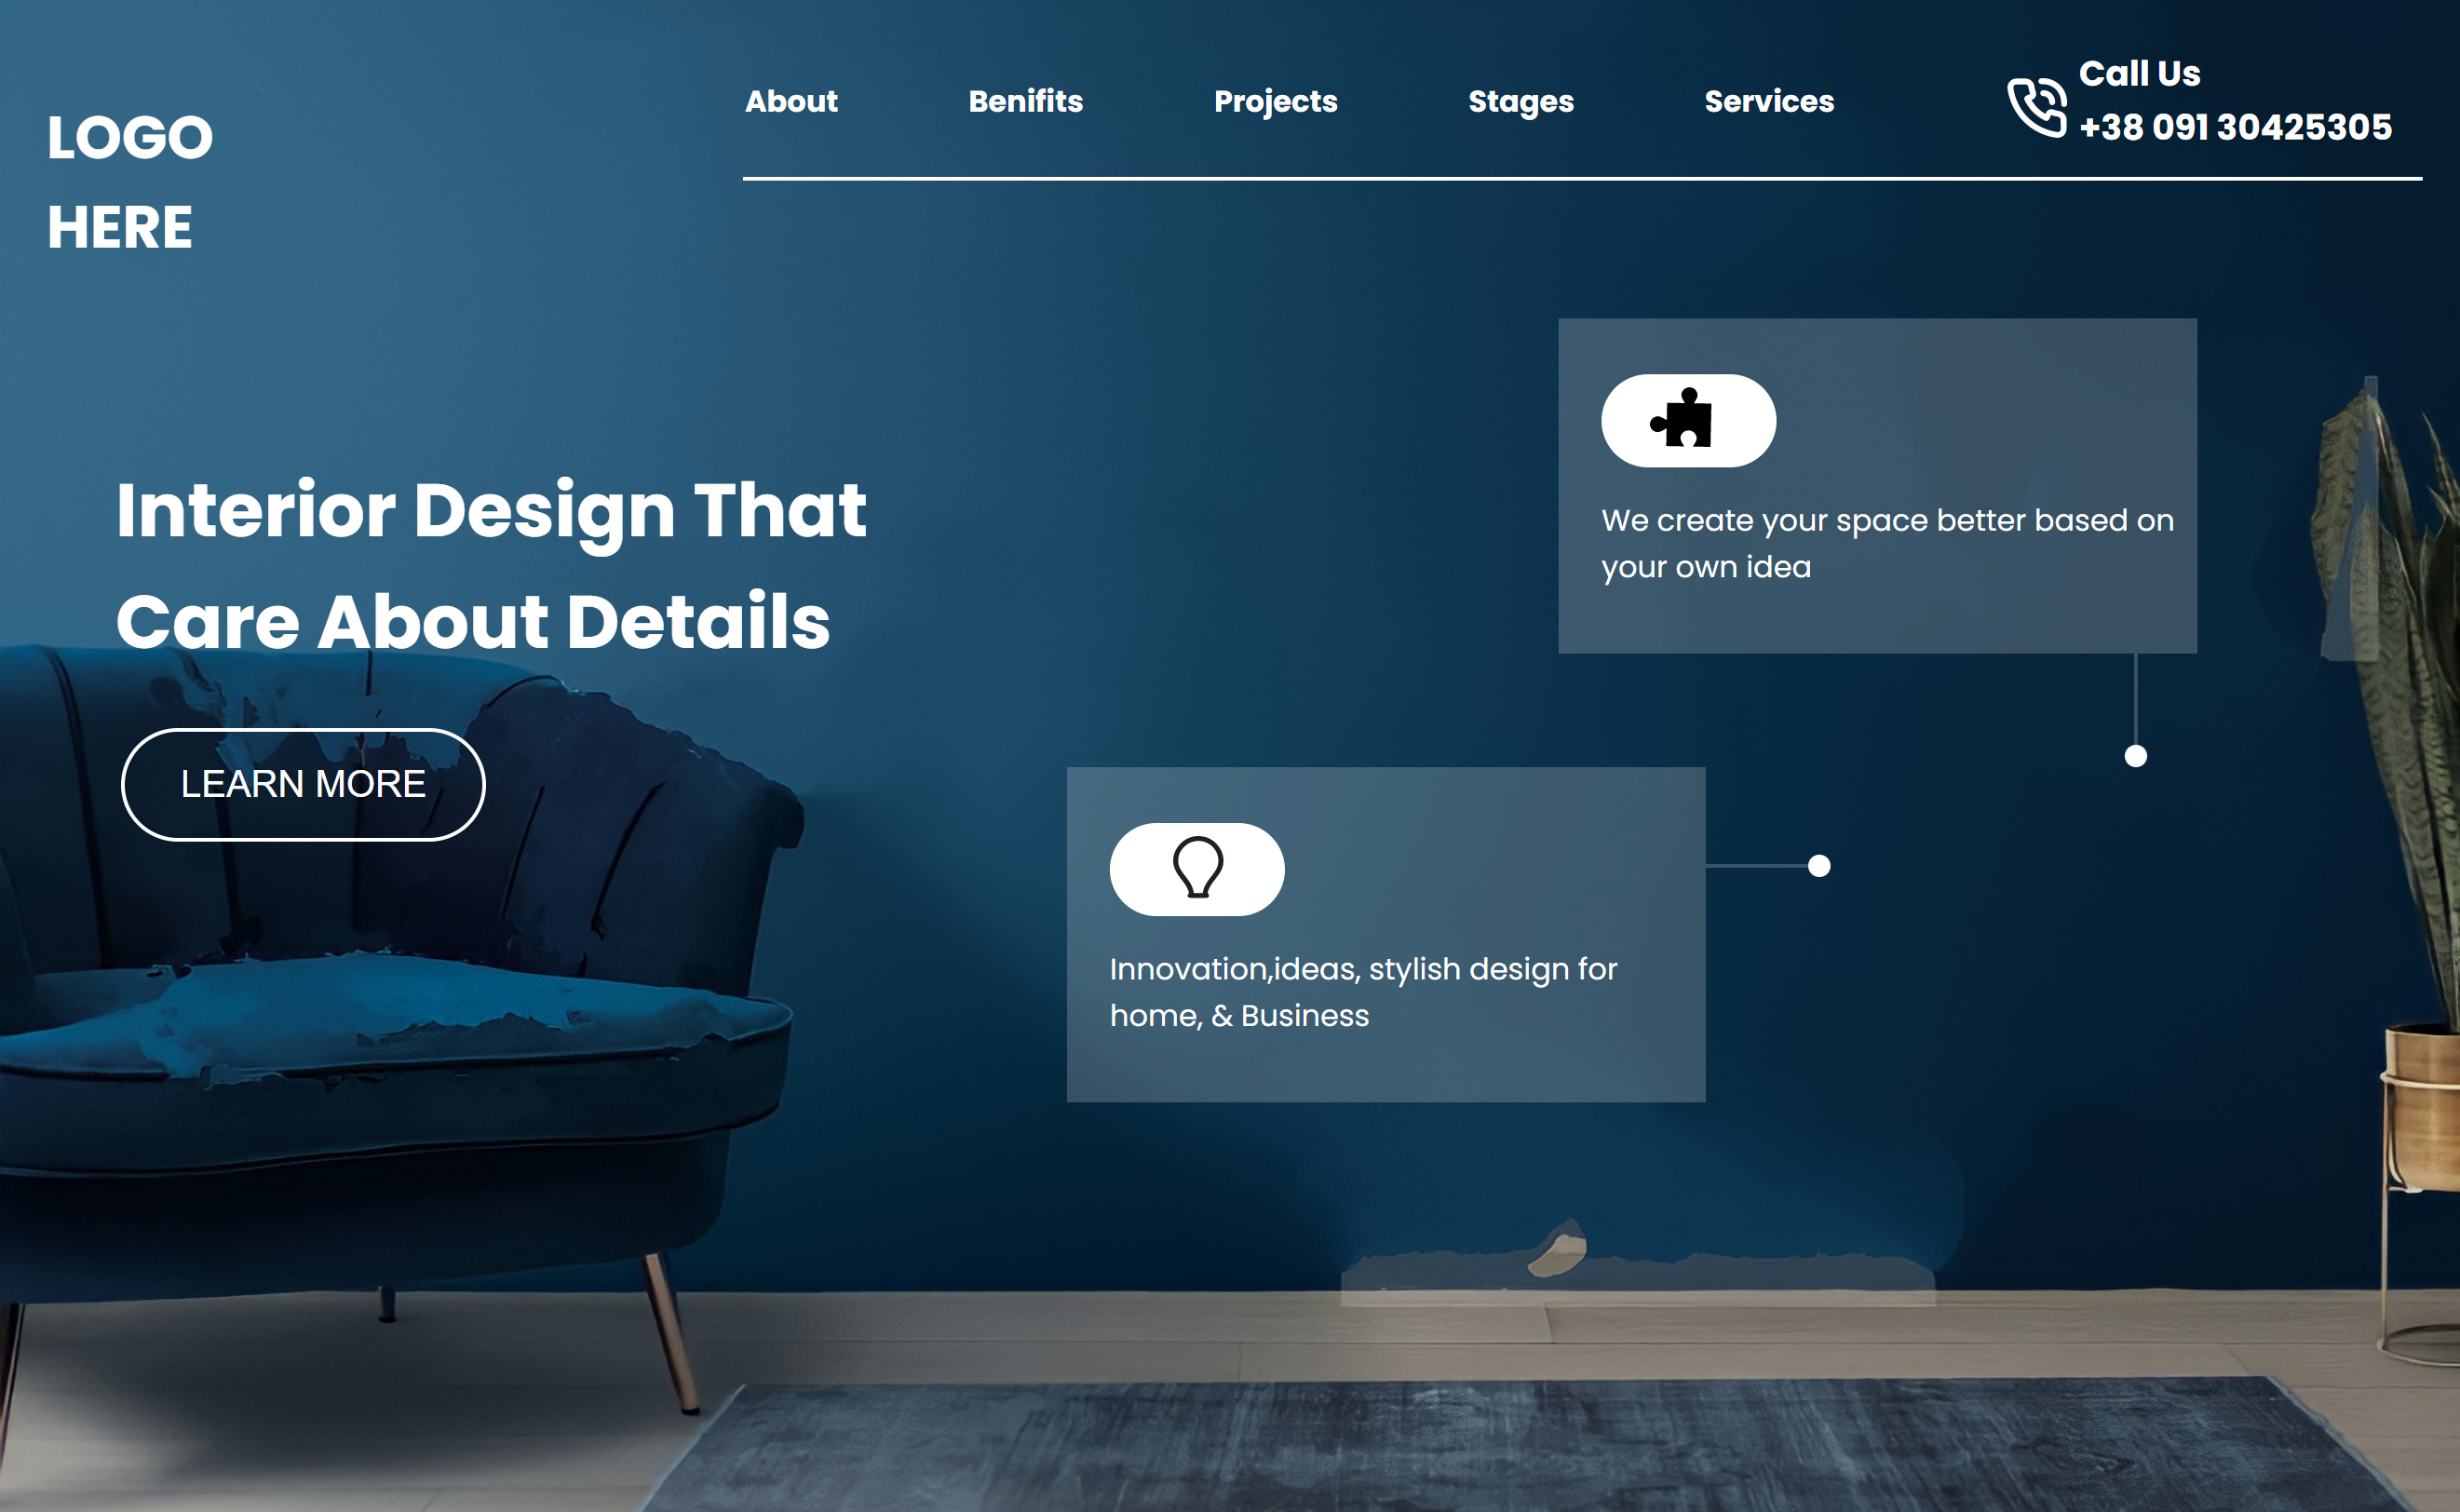 LOGO
HERE
About
Benifits
Projects
Stages
Services
Call Us
+38 091 30425305
Interior Design That
Care About Details
LEARN MORE
We create your space better based on
your own idea
Innovation,ideas, stylish design for
home, & Business